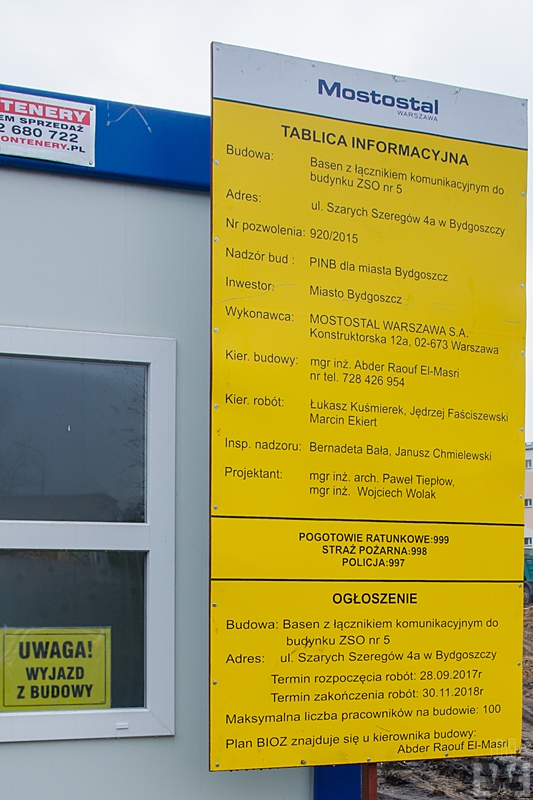 Mostostal
WARSZAWA
TABLICA INFORMACYJNA
Budowa: Basen z łącznikiem komunikacyjnym do
budynku ZSO nr 5
Adres: ul. Szarych Szeregów 4a w Bydgoszczy
Nr pozwolenia: 920/2015
Nadzór bud : PINB dla miasta Bydgoszcz
Inwestor: Miasto Bydgoszcz
Wykonawca: MOSTOSTAL WARSZAWA S.A.
Konstruktorska 12a, 02-673 Warszawa
Kier. budowy: mgr inż. Abder Raouf El-Masri
nr tel. 728 426 954
Kier. robót: Łukasz Kuśmierek, Jędrzej Faściszewski
Marcin Ekiert
Insp. nadzoru: Bernadeta Bała, Janusz Chmielewski
Projektant: mgr inż. arch. Paweł Tiepłow,
mgr inż. Wojciech Wolak
POGOTOWIE RATUNKOWE:999
STRAŻ POŻARNA:998
POLICJA:997
OGŁOSZENIE
Budowa: Basen z łącznikiem komunikacyjnym do
budynku ZSO nr 5
Adres: ul. Szarych Szeregów 4a w Bydgoszczy
Termin rozpoczęcia robót: 28.09.2017r
Termin zakończenia robót: 30.11.2018r
Maksymalna liczba pracowników na budowie: 100
Plan BIOZ znajduje się u kierownika budowy:
Abder Raouf El-Masri
NTENERY
EM SPRZEDAŻ
2 680 722
ONTENERY.PL
UWAGA!
WYJAZD
Z BUDOWY